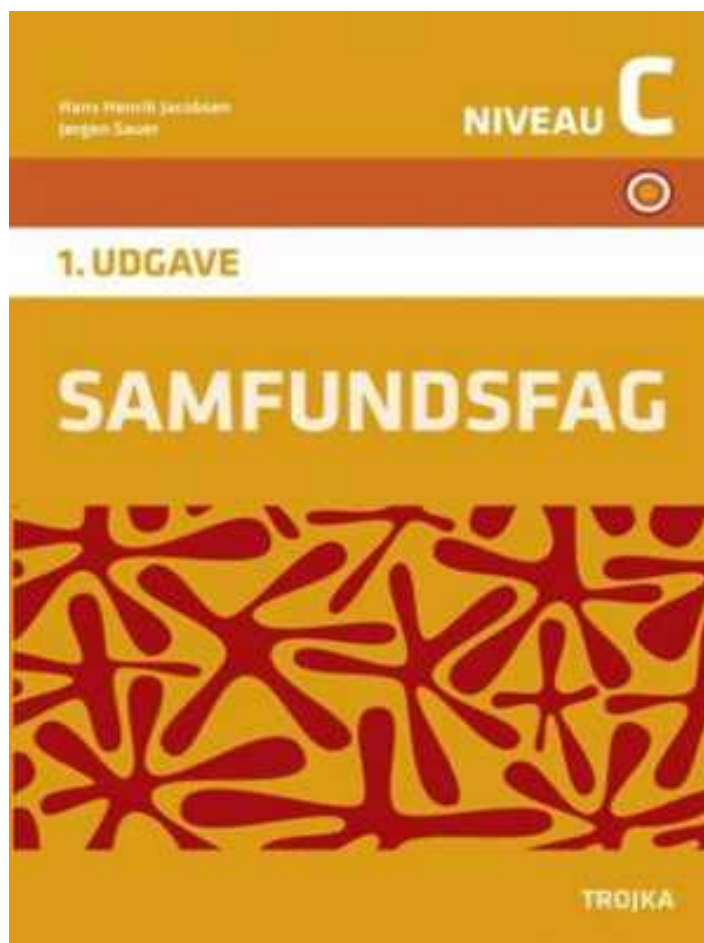 Hans Henrik Jacobsen
Jørgen Sauer
NIVEAU C
1. UDGAVE
SAMFUNDSFAG
TROJKA